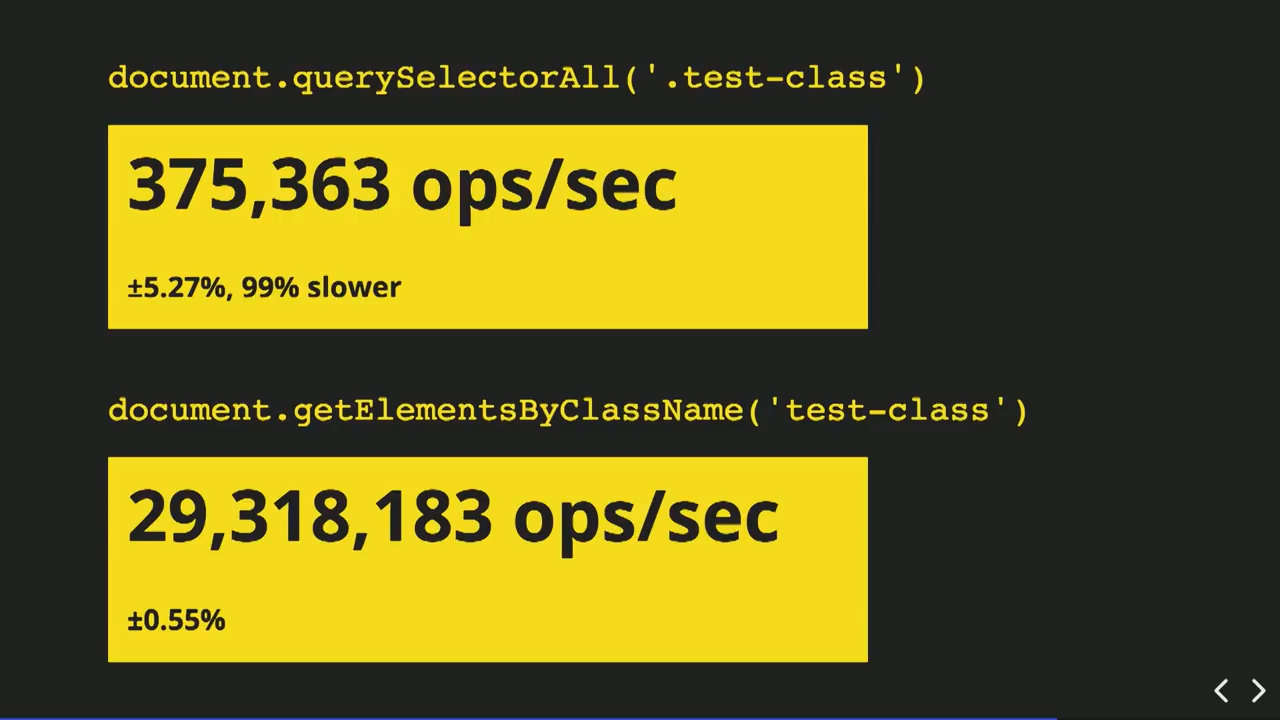 document.querySelectorAll('.test-class')
375,363 ops/sec
±5.27%, 99% slower
document.getElementsByClassName('test-class')
29,318,183 ops/sec
±0.55%